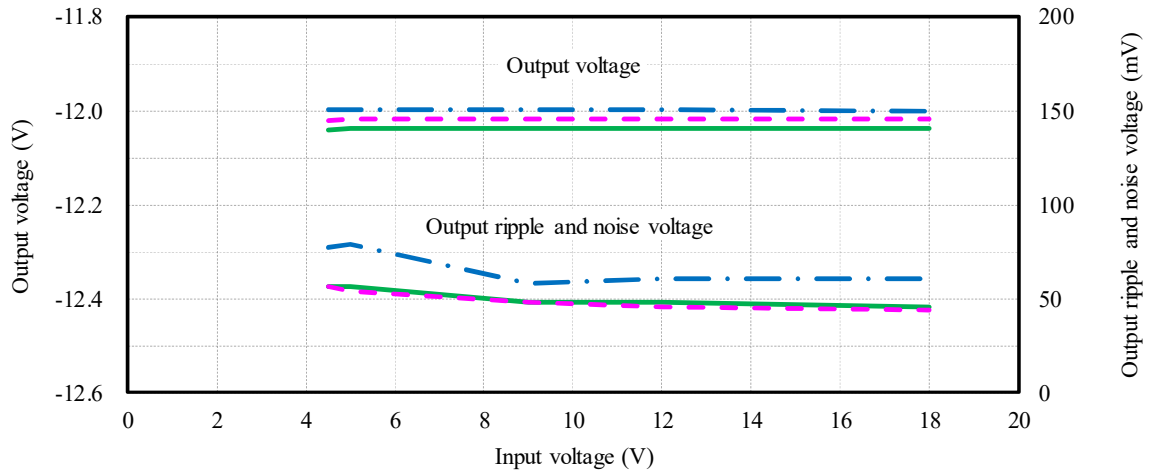 -11.8
-12.0
-12.2
-12.4
-12.6
Output voltage (V)
Output voltage
Output ripple and noise voltage
200
150
100
50
0
Output ripple and noise voltage (mV)
0 2 4 6 8 10 12 14 16 18 20
Input voltage (V)